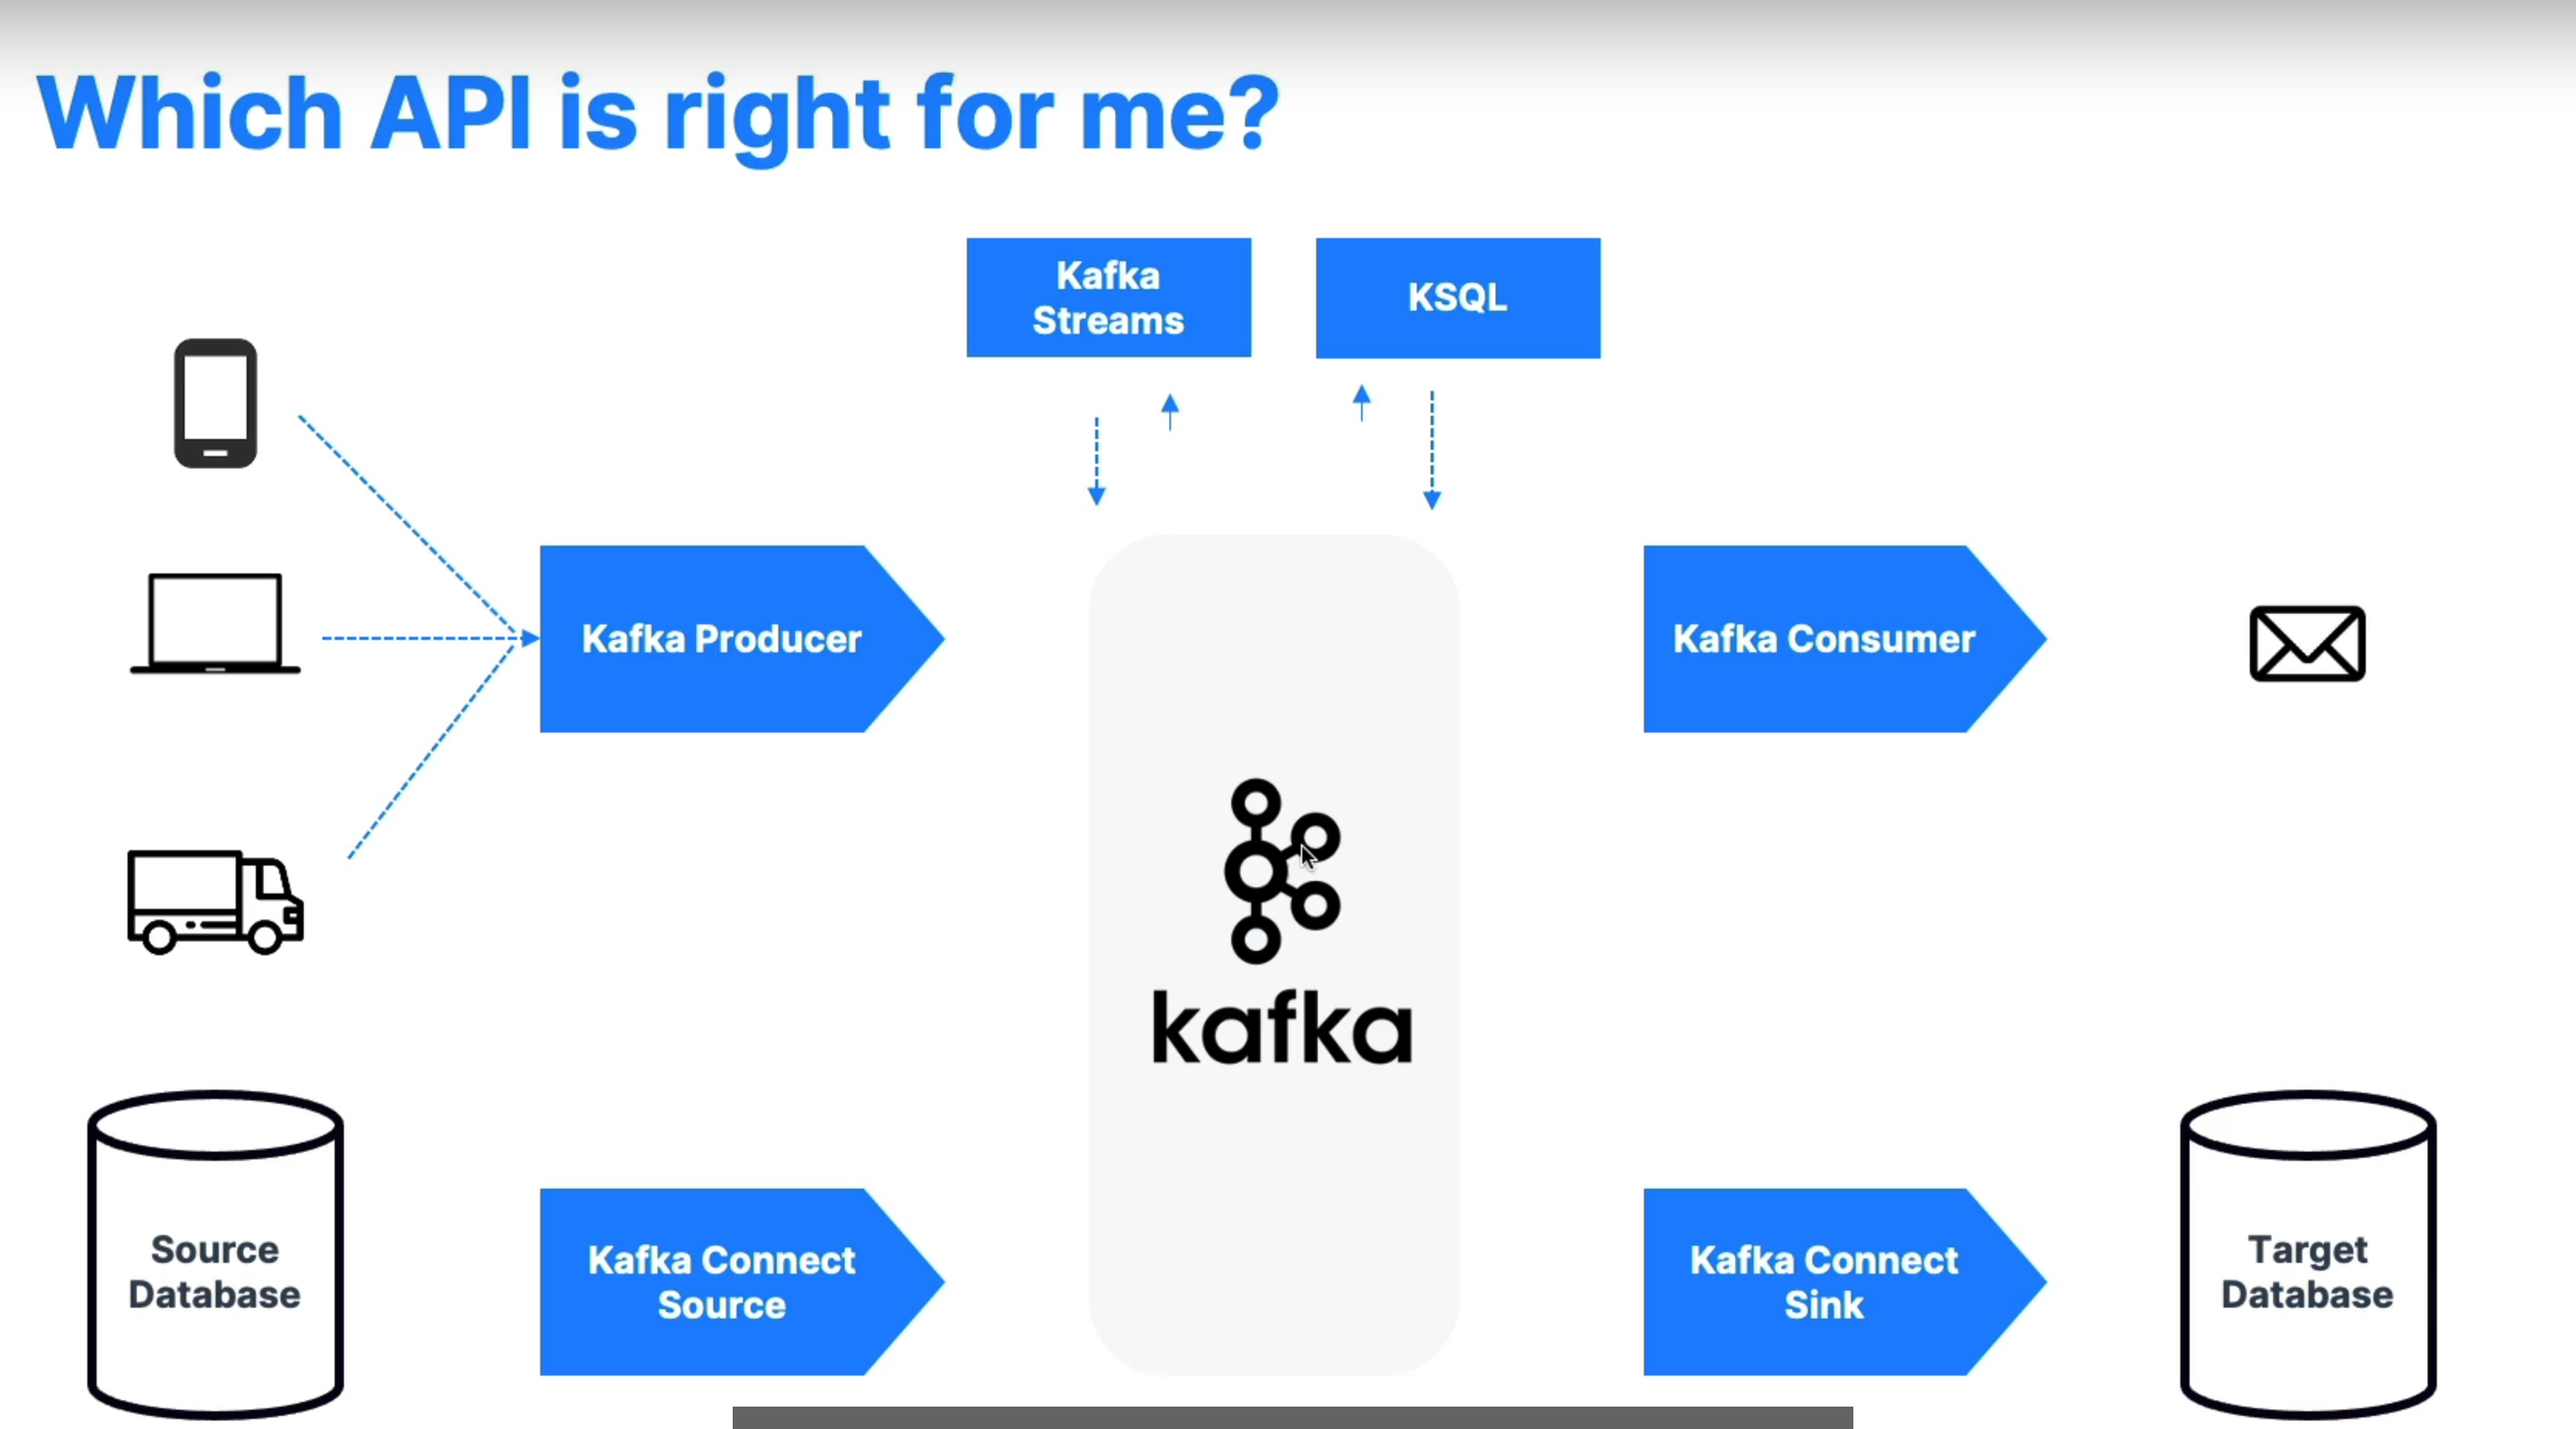 Which API is right for me?
Kafka
Streams
KSQL
Kafka Producer
Kafka Consumer
kafka
Source
Database
Kafka Connect
Source
Kafka Connect
Sink
Target
Database